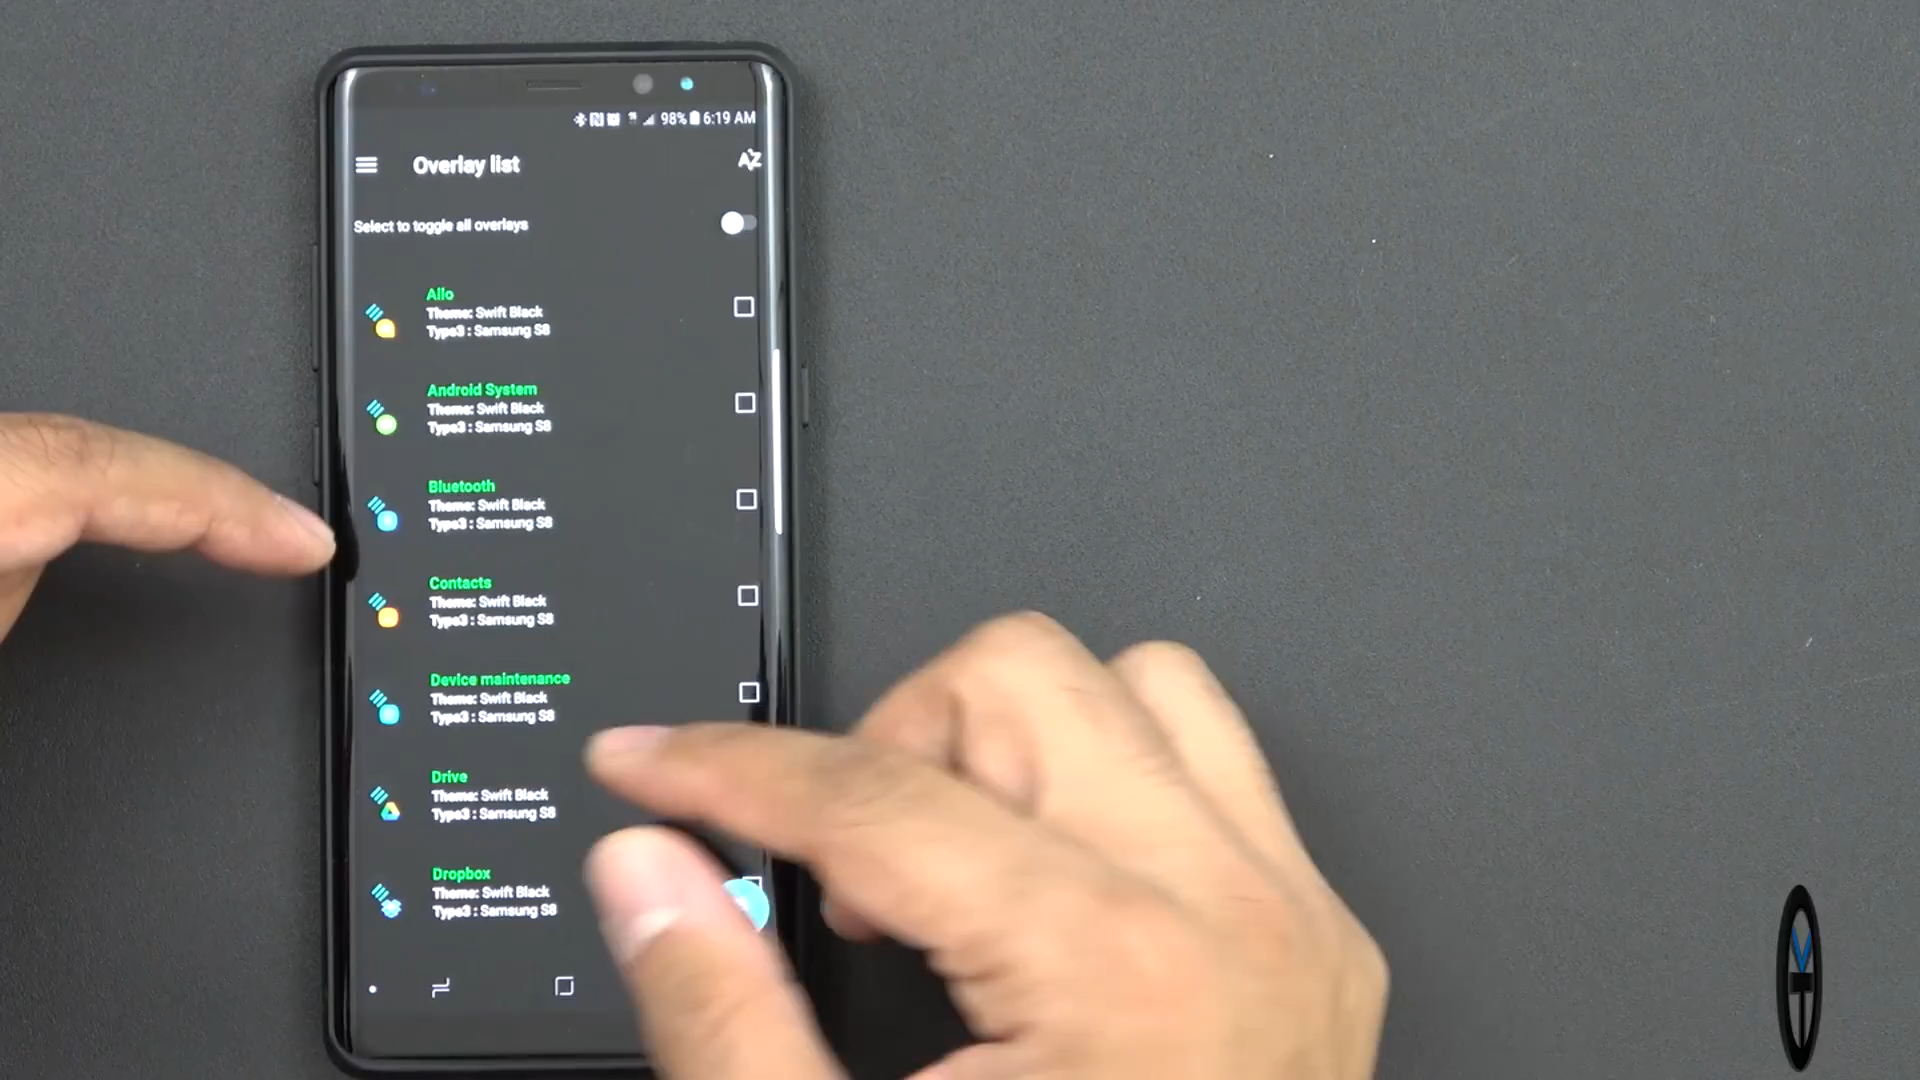 98% 6:19 AM
Overlay list
AZ
Select to toggle all overlays
Allo
Theme: Swift Black
Type3 : Samsung S8
Android System
Theme: Swift Black
Type3 : Samsung S8
Bluetooth
Theme: Swift Black
Type3 : Samsung S8
Contacts
Theme: Swift Black
Type3 : Samsung S8
Device maintenance
Theme: Swift Black
Type3 : Samsung S8
Drive
Theme: Swift Black
Type3 : Samsung S8
Dropbox
Theme: Swift Black
Type3 : Samsung S8